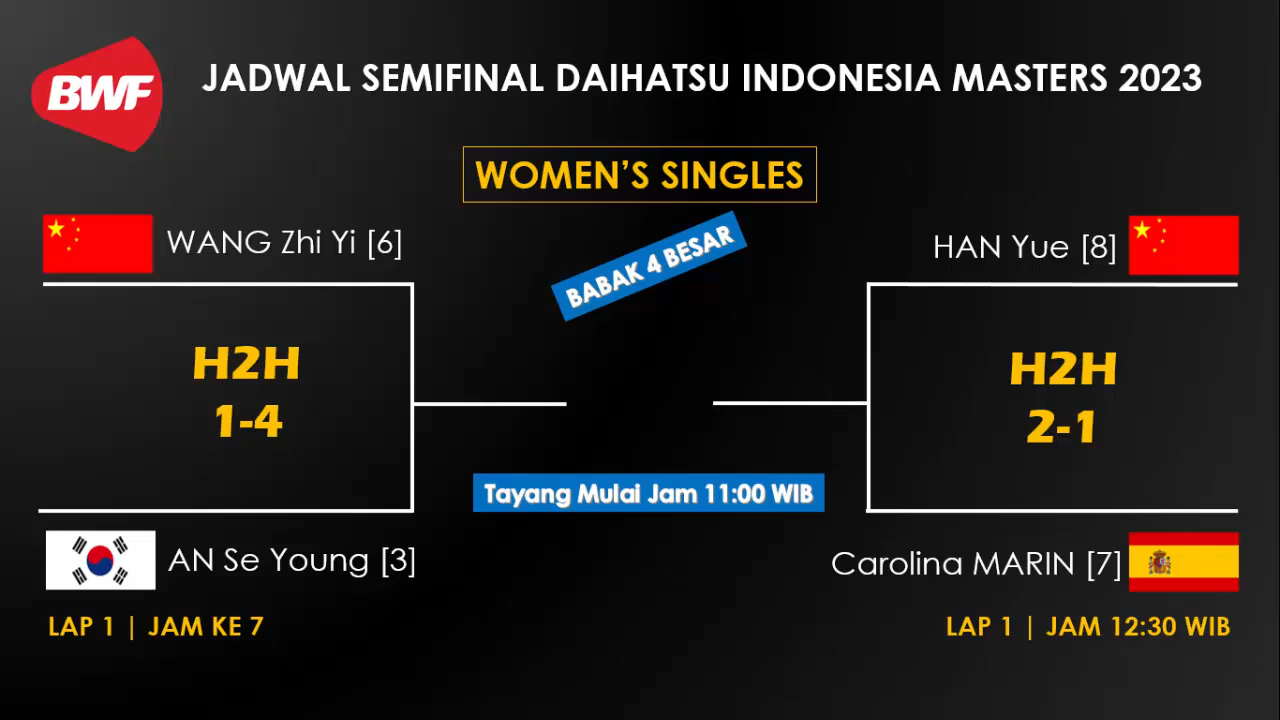 BWF
JADWAL SEMIFINAL DAIHATSU INDONESIA MASTERS 2023
WOMEN’S SINGLES
WANG Zhi Yi [6]
BABAK 4 BESAR
HAN Yue [8]
H2H
1-4
H2H
2-1
Tayang Mulai Jam 11:00 WIB
AN Se Young [3]
Carolina MARIN [7]
LAP 1 | JAM KE 7
LAP 1 | JAM 12:30 WIB